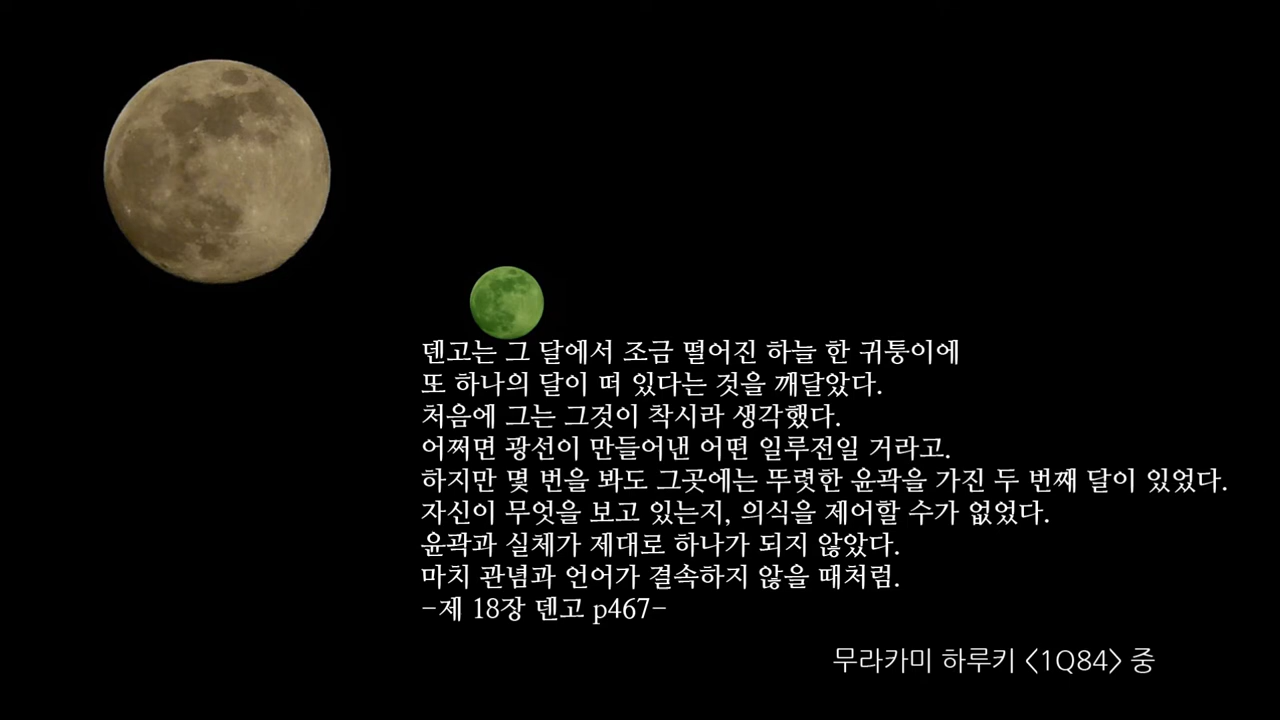 덴고는 그 달에서 조금 떨어진 하늘 한 귀퉁이에
또 하나의 달이 떠 있다는 것을 깨달았다.
처음에 그는 그것이 착시라 생각했다.
어쩌면 광선이 만들어낸 어떤 일루전일 거라고.
하지만 몇 번을 봐도 그곳에는 뚜렷한 윤곽을 가진 두 번째 달이 있었다.
자신이 무엇을 보고 있는지, 의식을 제어할 수가 없었다.
윤곽과 실체가 제대로 하나가 되지 않았다.
마치 관념과 언어가 결속하지 않을 때처럼.
-제 18장 덴고 p467-
무라카미 하루키 <1Q84> 중